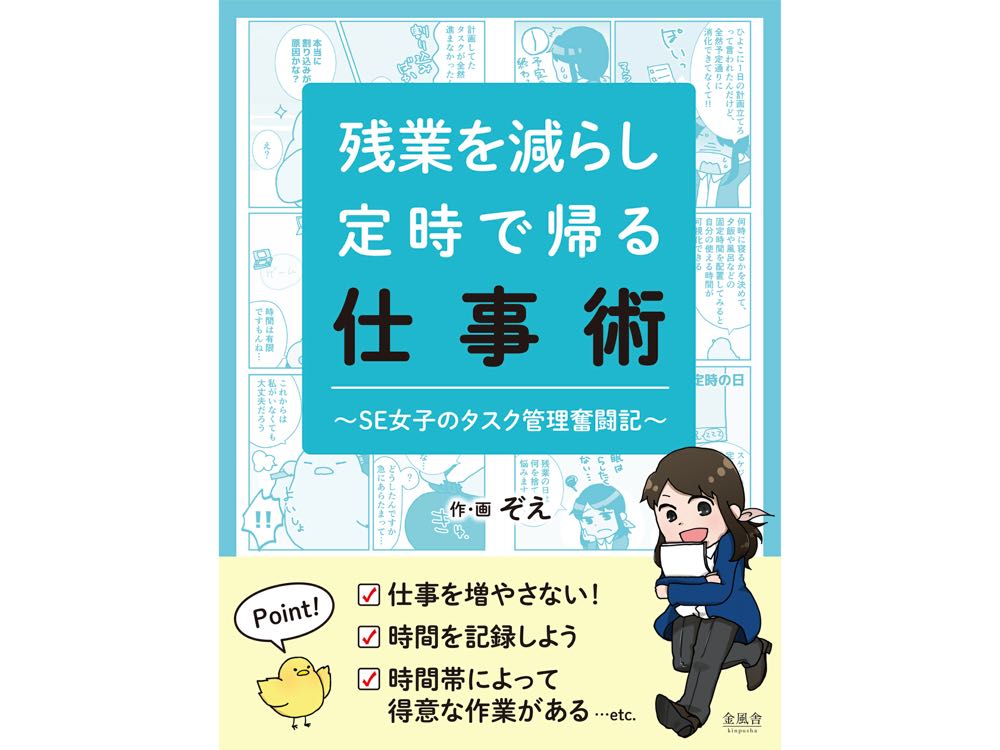 残業を減らし
定時で帰る
仕事術
～SE女子のタスク管理奮闘記～
作・画 ぞえ
Point!
仕事を増やさない！
時間を記録しよう
時間帯によって
得意な作業がある …etc.
金風舎
kinpusha
本当に
割り込みが
原因かな？
え？
計画してた
タスクが全然
進まなかった
ひよこに１日の計画立てろ
って言われたんだけど、
全然予定通りに
消化できてなくて!!
ぽいっ
何時に寝るかを決めて、
夕飯や風呂などの
固定時間を配置してみると
自分の使える時間が
可視化できる
ゲーム
時間は有限
ですもんね…
定時の日
これからは
私がいなくても
大丈夫だろう
!!
？
どうしたんですか
急にあらたまって…
残業の日
何を捨て
悩みます